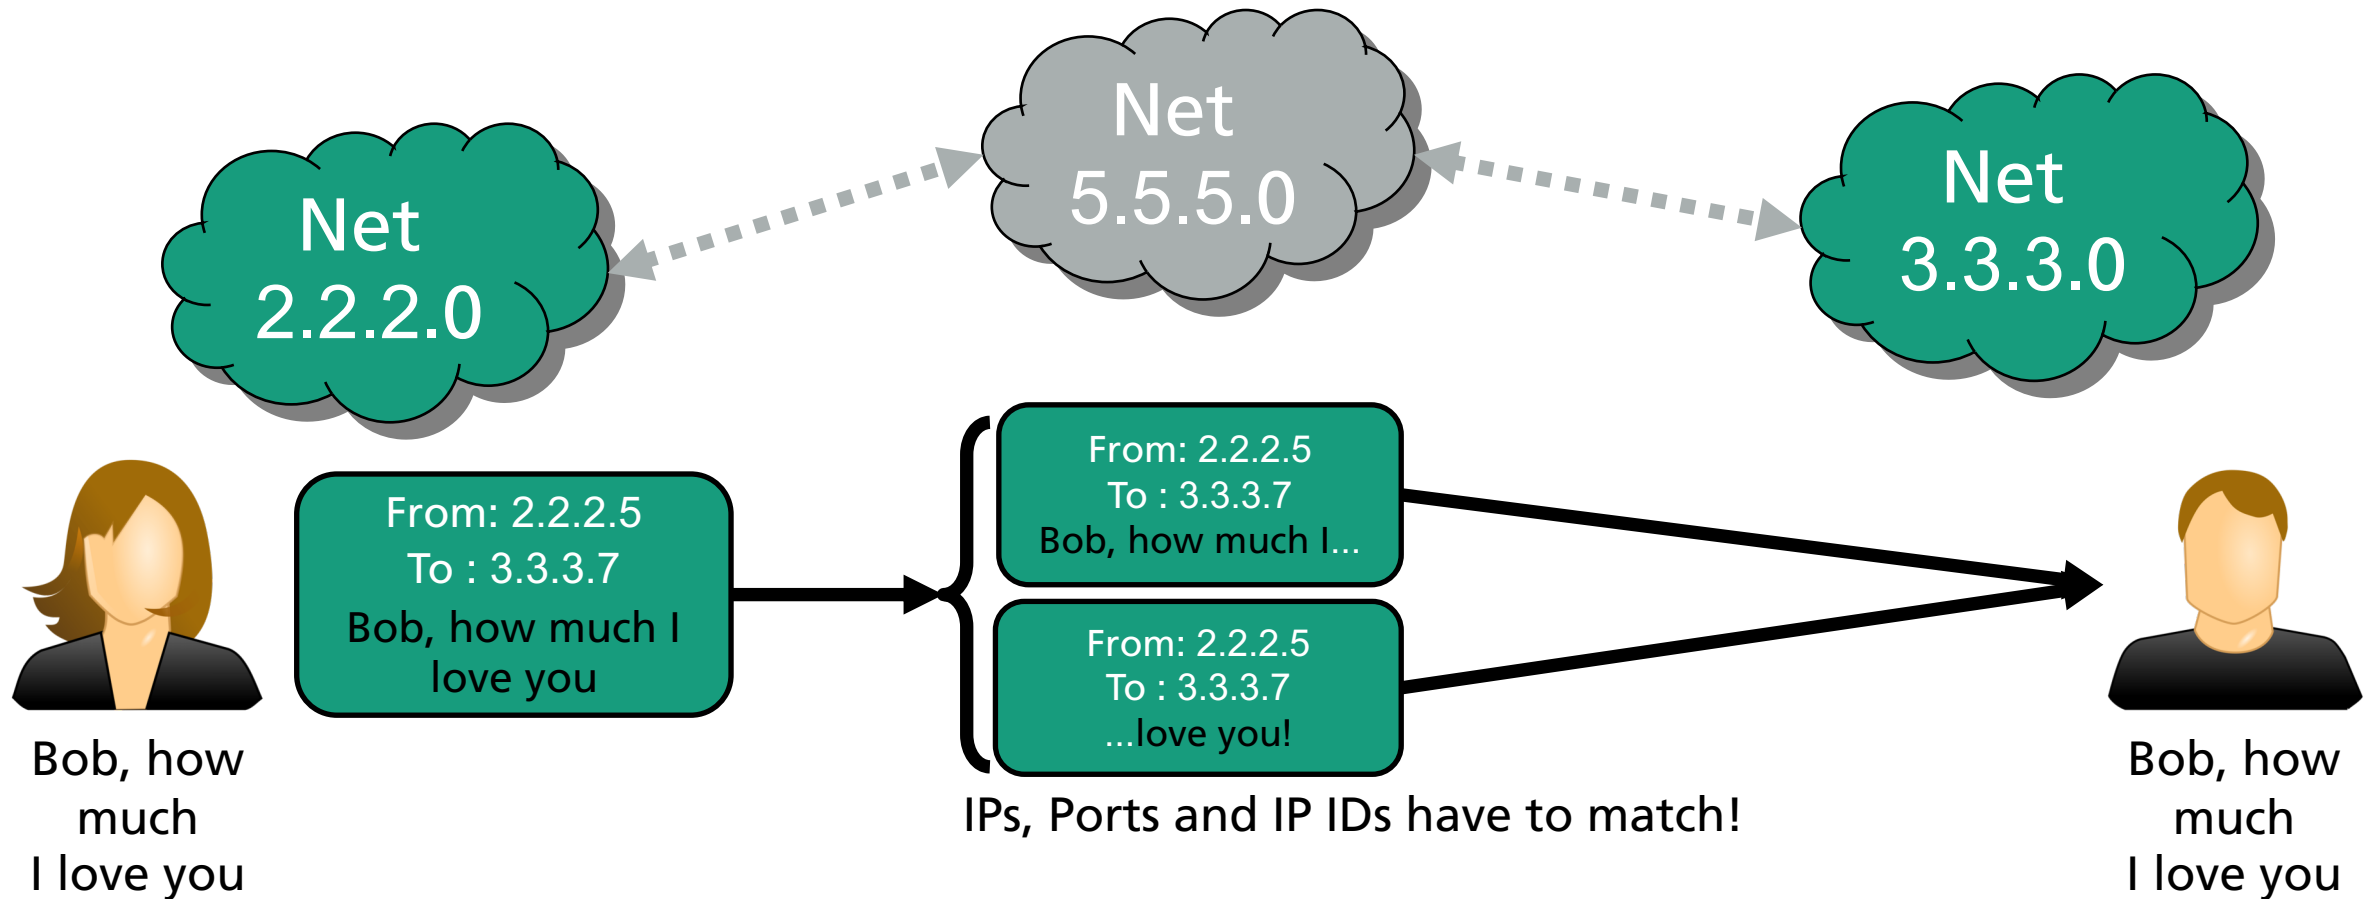 Net
2.2.2.0
Net
5.5.5.0
Net
3.3.3.0
From: 2.2.2.5
To : 3.3.3.7
Bob, how much I
love you
From: 2.2.2.5
To : 3.3.3.7
Bob, how much I...
From: 2.2.2.5
To : 3.3.3.7
...love you!
IPs, Ports and IP IDs have to match!
Bob, how
much
I love you
Bob, how
much
I love you